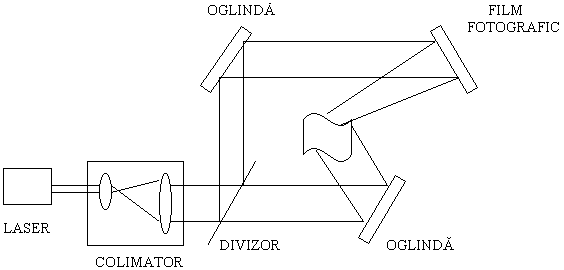 OGLINDĂ
FILM
FOTOGRAFIC
LASER
COLIMATOR
DIVIZOR
OGLINDĂ